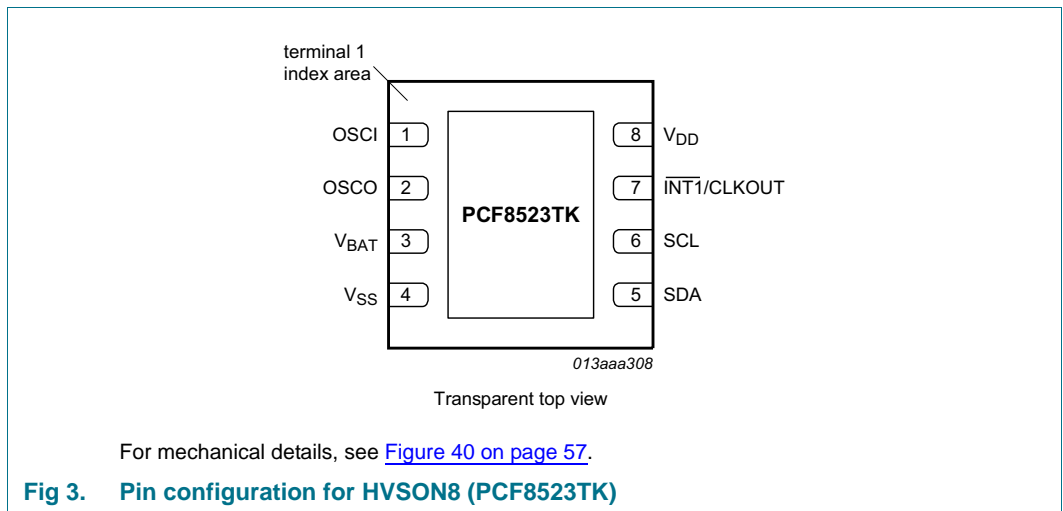 terminal 1
index area
OSCI 1
OSCO 2
VBAT 3
VSS 4
PCF8523TK
8 VDD
7 INT1/CLKOUT
6 SCL
5 SDA
013aaa308
Transparent top view
For mechanical details, see Figure 40 on page 57.
Fig 3. Pin configuration for HVSON8 (PCF8523TK)